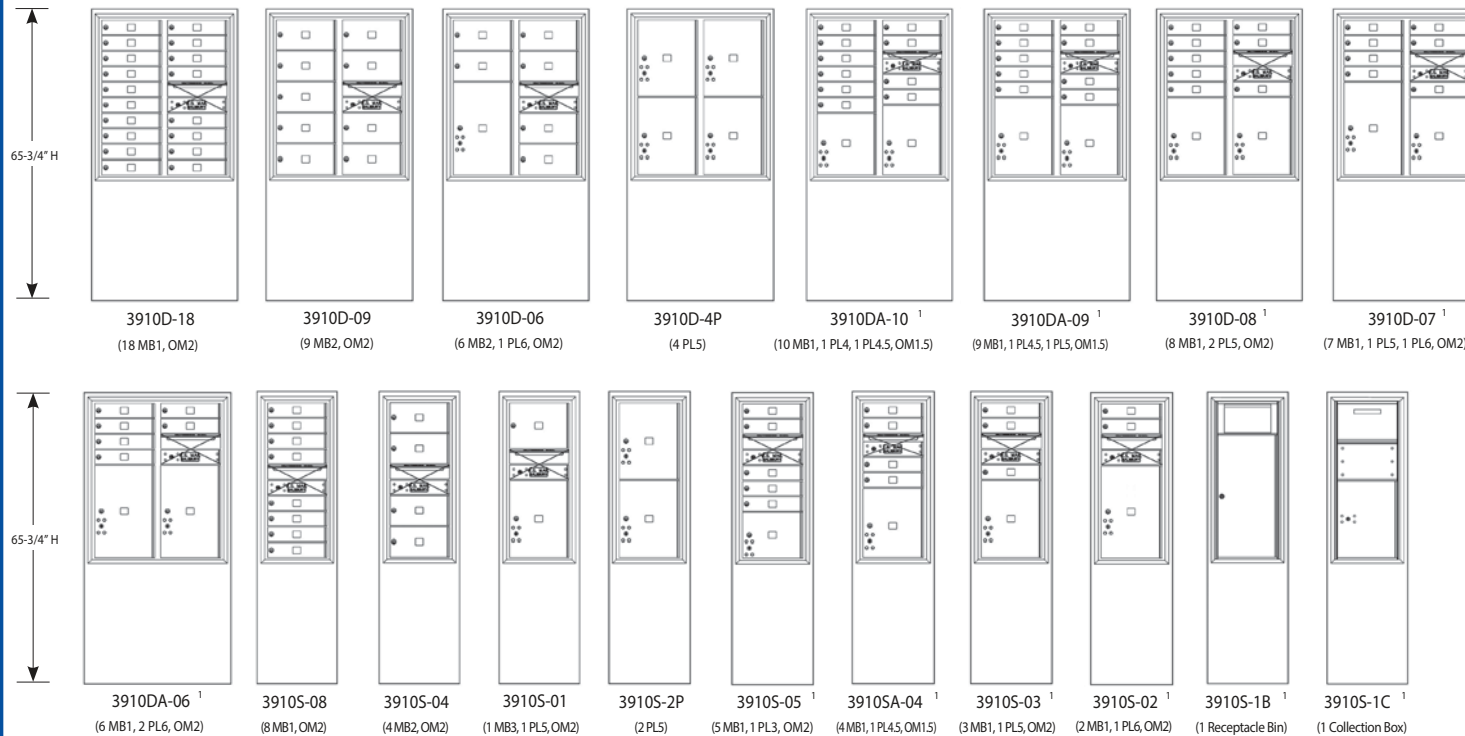 65-3/4" H
3910D-18
(18 MB1, OM2)
3910D-09
(9 MB2, OM2)
3910D-06
(6 MB2, 1 PL6, OM2)
3910D-4P
(4 PL5)
3910DA-10 1
(10 MB1, 1 PL4, 1 PL4.5, OM1.5)
3910DA-09 1
(9 MB1, 1 PL4.5, 1 PL5, OM1.5)
3910D-08 1
(8 MB1, 2 PL5, OM2)
3910D-07 1
(7 MB1, 1 PL5, 1 PL6, OM2)
65-3/4" H
3910DA-06 1
(6 MB1, 2 PL6, OM2)
3910S-08
(8 MB1, OM2)
3910S-04
(4 MB2, OM2)
3910S-01
(1 MB3, 1 PL5, OM2)
3910S-2P
(2 PL5)
3910S-05 1
(5 MB1, 1 PL3, OM2)
3910SA-04 1
(4 MB1, 1 PL4.5, OM1.5)
3910S-03 1
(3 MB1, 1 PL5, OM2)
3910S-02 1
(2 MB1, 1 PL6, OM2)
3910S-1B 1
(1 Receptacle Bin)
3910S-1C 1
(1 Collection Box)